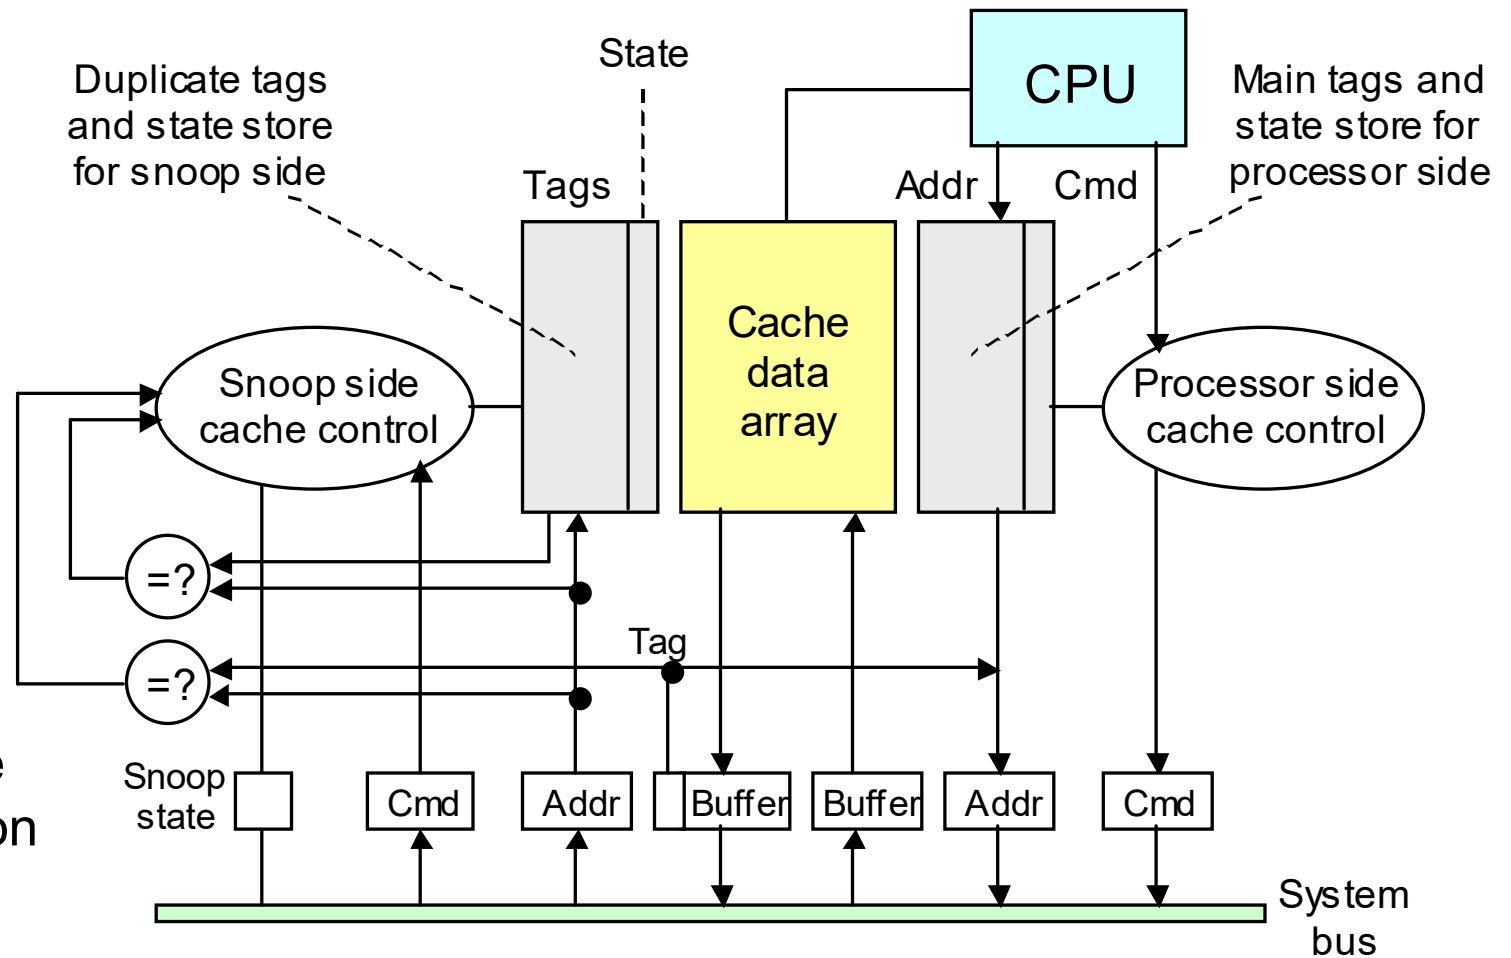 State
CPU
Duplicate tags
and state store
for snoop side
Main tags and
state store for
processor side
Tags
Addr
Cmd
Cache
data
array
Snoop side
cache control
Processor side
cache control
=?
Tag
=?
e
on
Snoop
state
Cmd
Addr
Buffer
Buffer
Addr
Cmd
System
bus